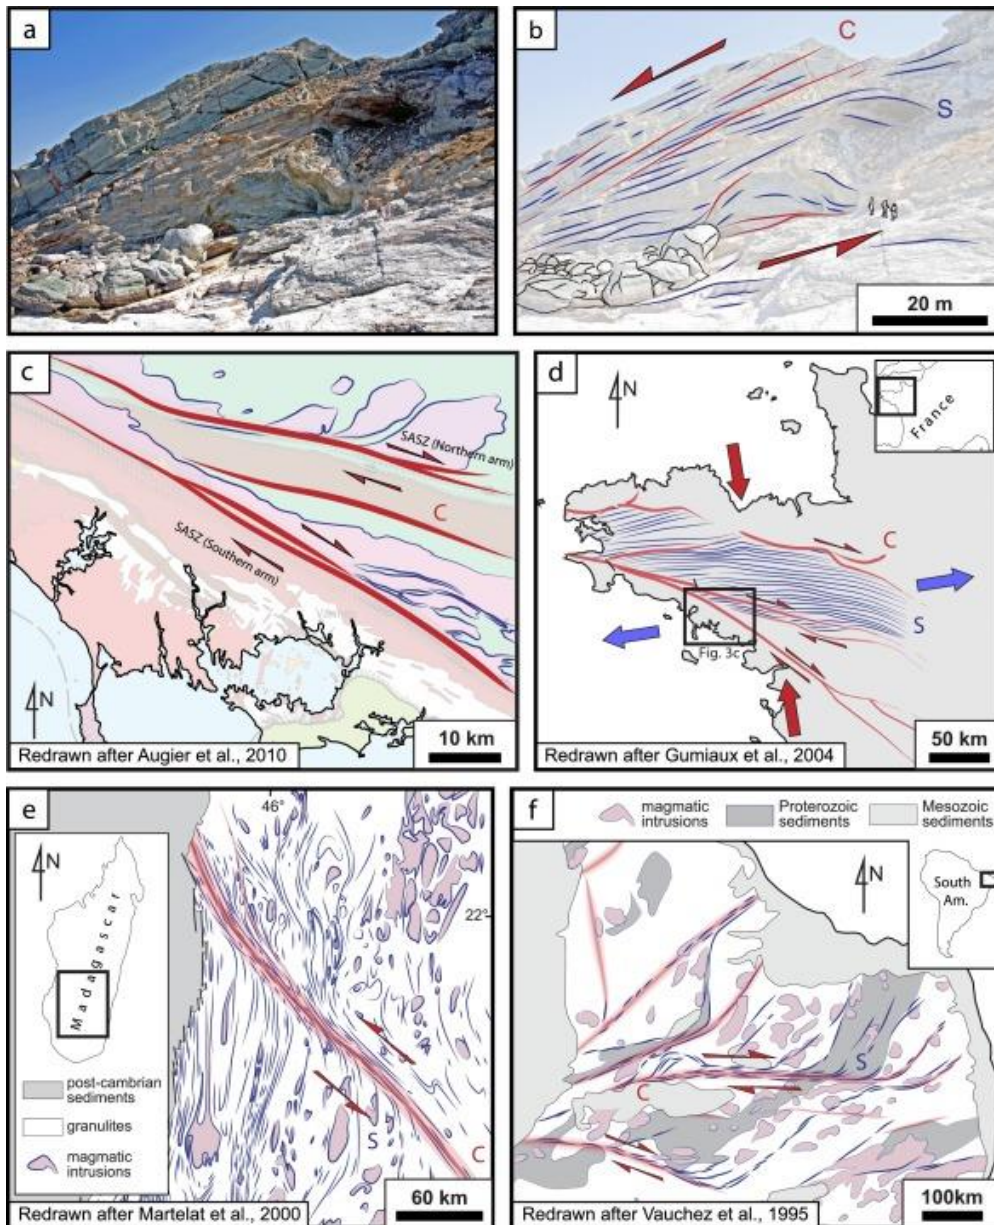 a
b
C
S
20 m
c
N
SASZ (Northern arm)
C
SASZ (Southern arm)
Redrawn after Augier et al., 2010
10 km
d
N
France
C
S
Fig. 3c
Redrawn after Gumiaux et al., 2004
50 km
e
46°
22°
N
Madagascar
post-cambrian
sediments
granulites
magmatic
intrusions
S
C
Redrawn after Martelat et al., 2000
60 km
f
magmatic
intrusions
Proterozoic
sediments
Mesozoic
sediments
N
South
Am.
S
C
Redrawn after Vauchez et al., 1995
100km